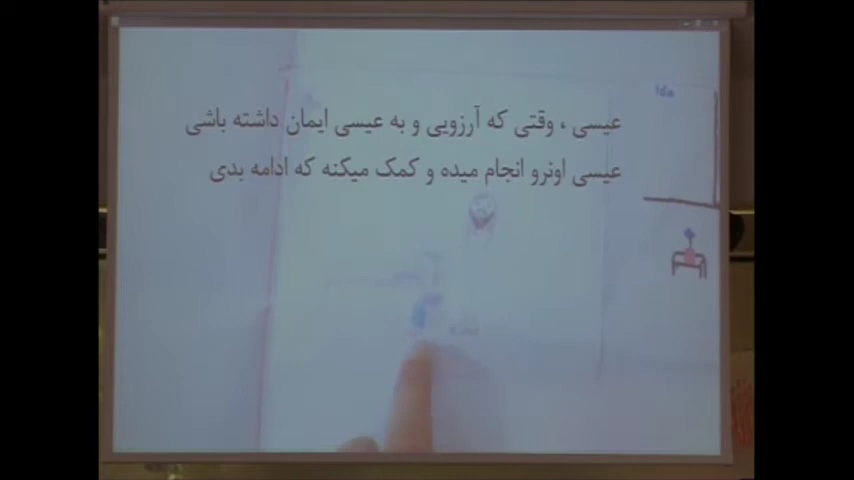 عیسی ، وقتی که آرزویی و به عیسی ایمان داشته باشی
عیسی اونرو انجام میده و کمک میکنه که ادامه بدی